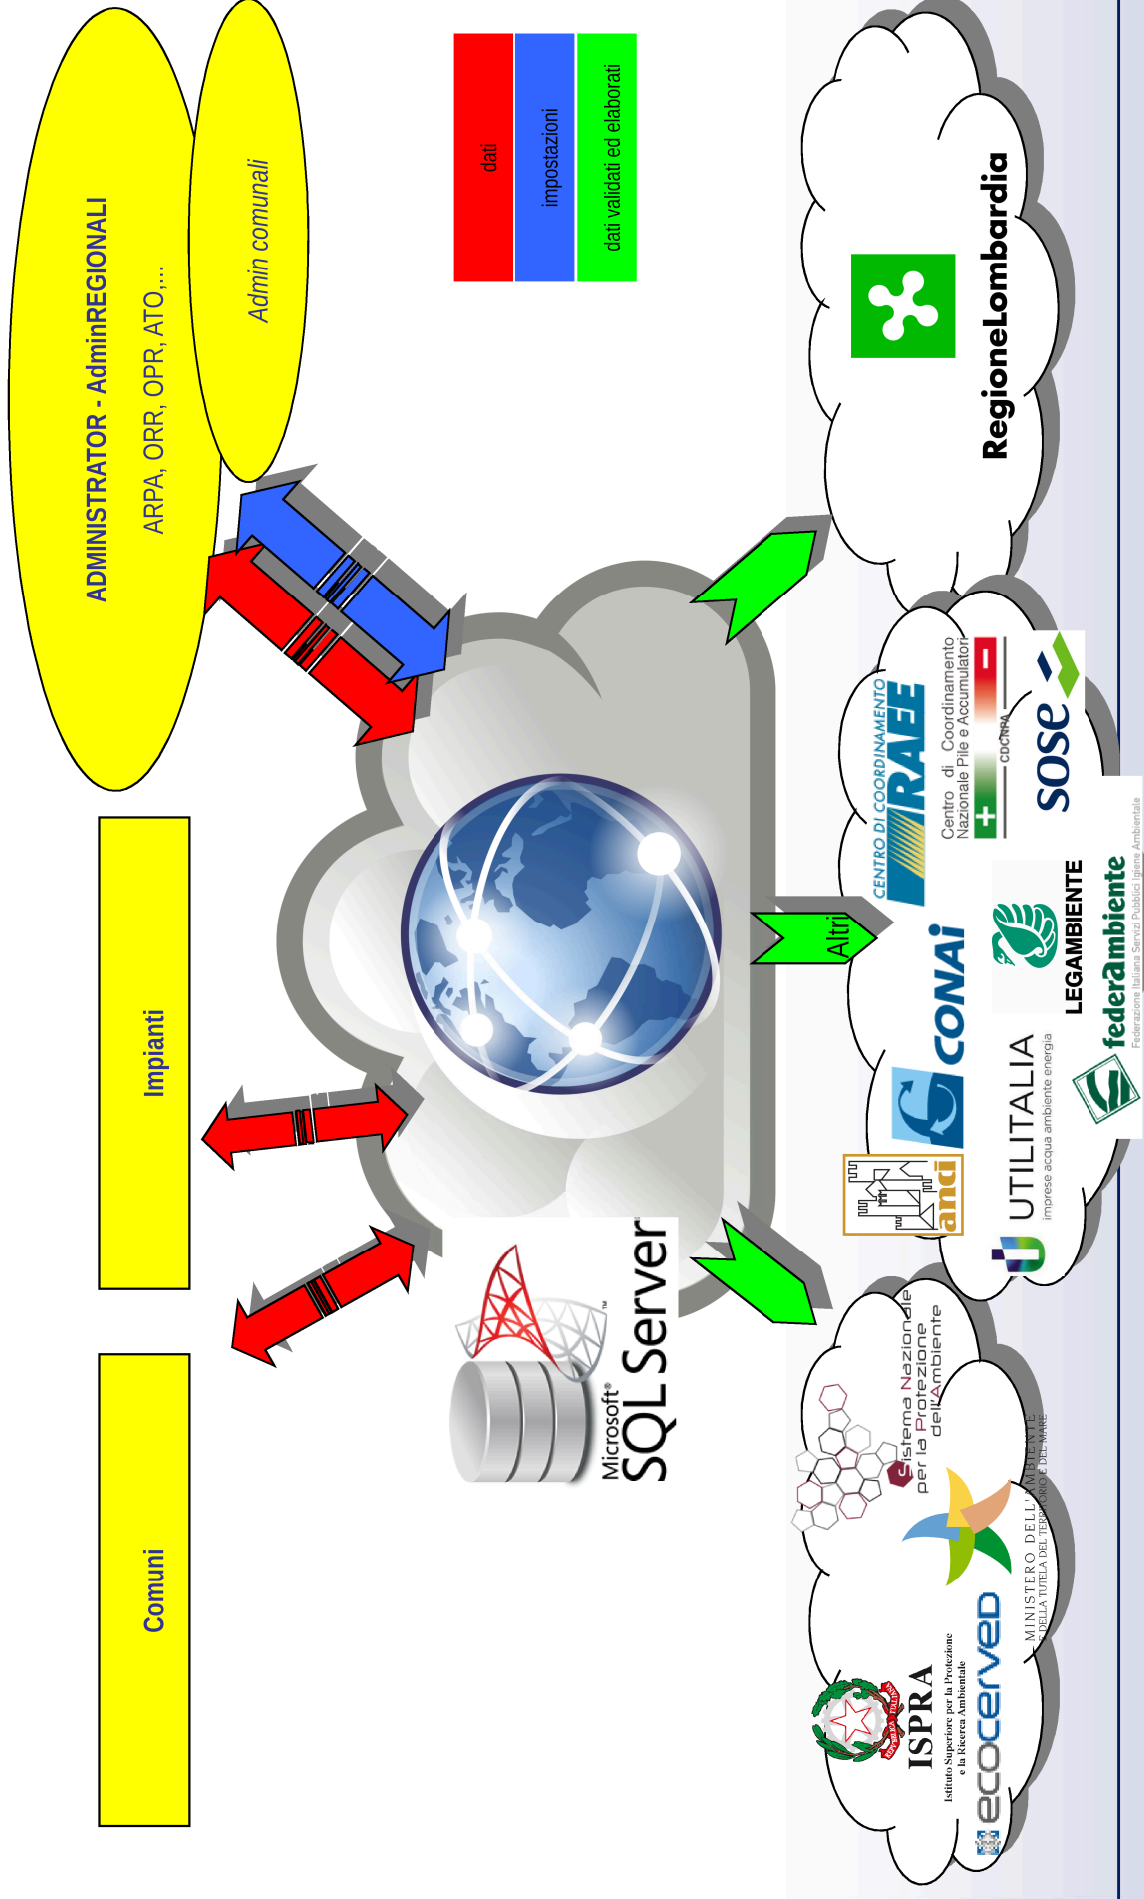 Comuni
Impianti
ADMINISTRATOR - AdminREGIONALI
ARPA, ORR, OPR, ATO,...
Admin comunali
dati
impostazioni
dati validati ed elaborati
Microsoft®
SQL Server™
Altri
Sistema Nazionale
per la Protezione
dell'Ambiente
REPVBBLICA ITALIANA
ISPRA
Istituto Superiore per la Protezione
e la Ricerca Ambientale
ecocerved
MINISTERO DELL'AMBIENTE
E DELLA TUTELA DEL TERRITORIO E DEL MARE
anci
CONAi
CENTRO DI COORDINAMENTO
RAEE
Centro di Coordinamento
Nazionale Pile e Accumulatori
+ −
CDCNPA
UTILITALIA
imprese acqua ambiente energia
LEGAMBIENTE
sose
federambiente
Federazione Italiana Servizi Pubblici Igiene Ambientale
RegioneLombardia